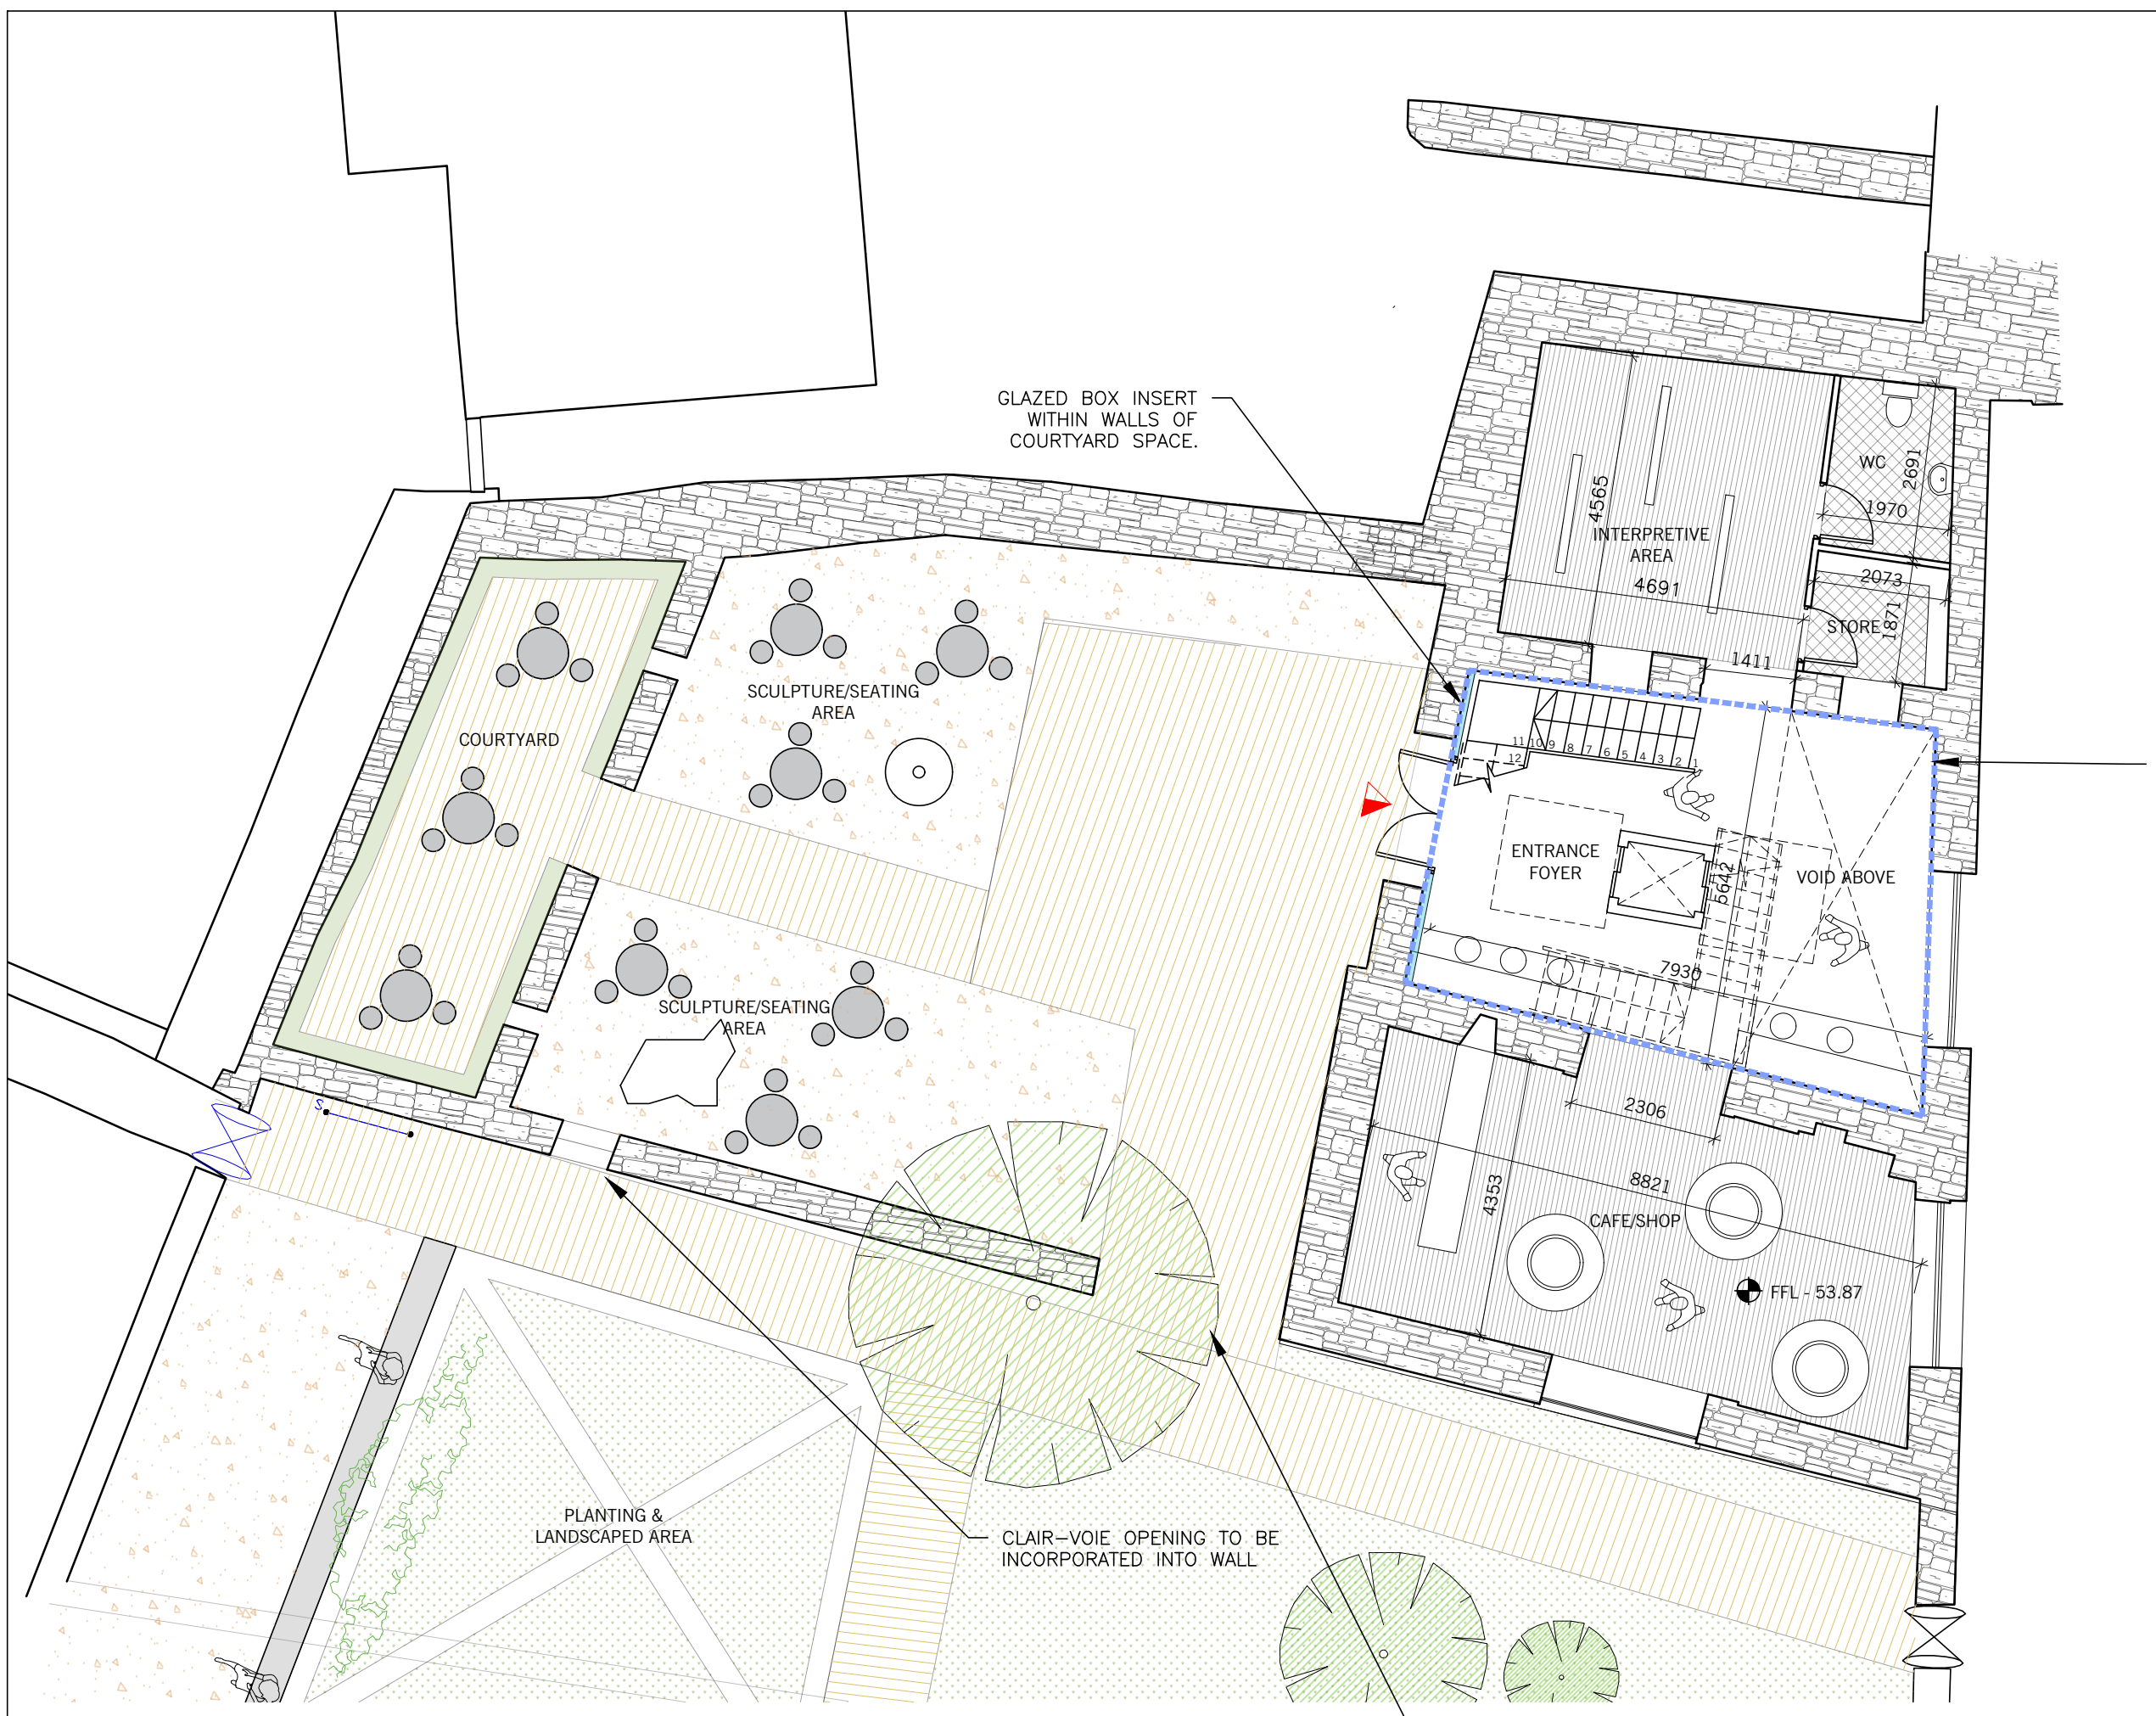 GLAZED BOX INSERT
WITHIN WALLS OF
COURTYARD SPACE.
WC
2691
1970
4565
INTERPRETIVE
AREA
4691
2073
1871
STORE
1411
SCULPTURE/SEATING
AREA
COURTYARD
11
10
9
8
7
6
5
4
3
2
1
12
ENTRANCE
FOYER
5642
VOID ABOVE
7930
SCULPTURE/SEATING
AREA
S
2306
8821
4353
CAFE/SHOP
FFL - 53.87
PLANTING &
LANDSCAPED AREA
CLAIR-VOIE OPENING TO BE
INCORPORATED INTO WALL